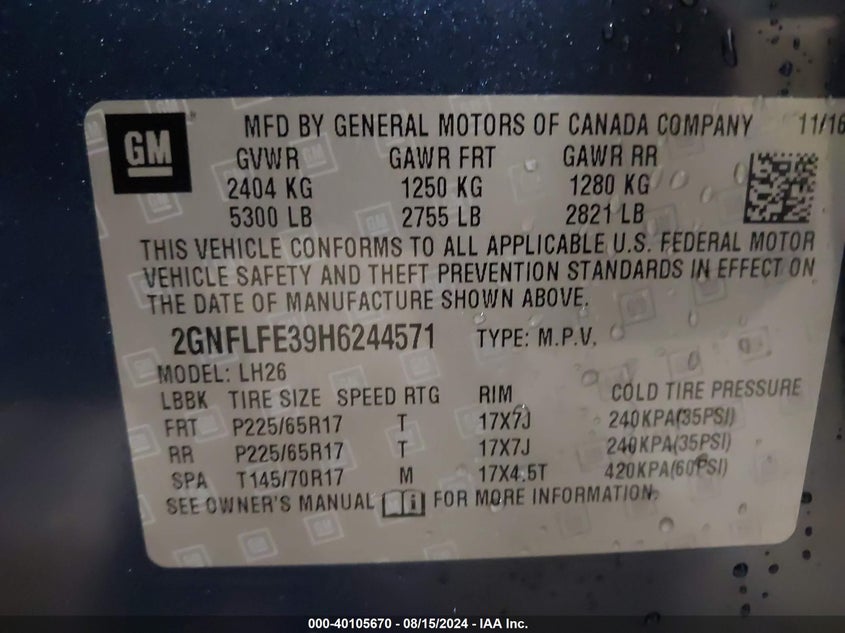 GM
MFD BY GENERAL MOTORS OF CANADA COMPANY 11/16
GVWR GAWR FRT GAWR RR
2404 KG 1250 KG 1280 KG
5300 LB 2755 LB 2821 LB
THIS VEHICLE CONFORMS TO ALL APPLICABLE U.S. FEDERAL MOTOR
VEHICLE SAFETY AND THEFT PREVENTION STANDARDS IN EFFECT ON
THE DATE OF MANUFACTURE SHOWN ABOVE.
2GNFLFE39H6244571 TYPE: M.P.V.
MODEL: LH26
LBBK TIRE SIZE SPEED RTG RIM COLD TIRE PRESSURE
FRT P225/65R17 T 17X7J 240KPA(35PSI)
RR P225/65R17 T 17X7J 240KPA(35PSI)
SPA T145/70R17 M 17X4.5T 420KPA(60PSI)
SEE OWNER'S MANUAL i FOR MORE INFORMATION.
000-40105670 - 08/15/2024 - IAA Inc.